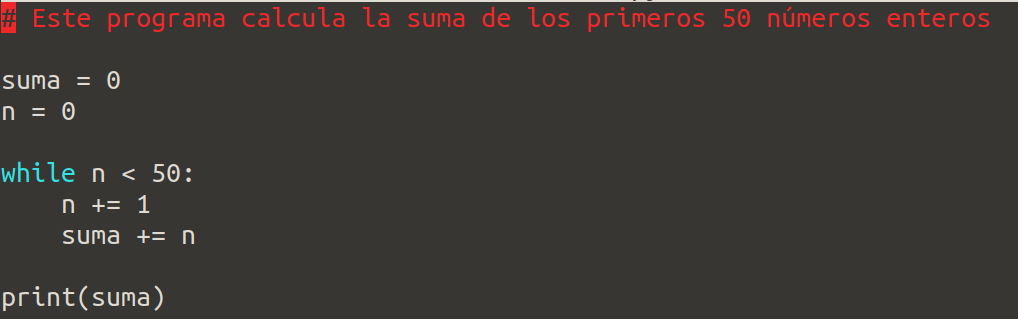 # Este programa calcula la suma de los primeros 50 números enteros
suma = 0
n = 0
while n < 50:
    n += 1
    suma += n
print(suma)